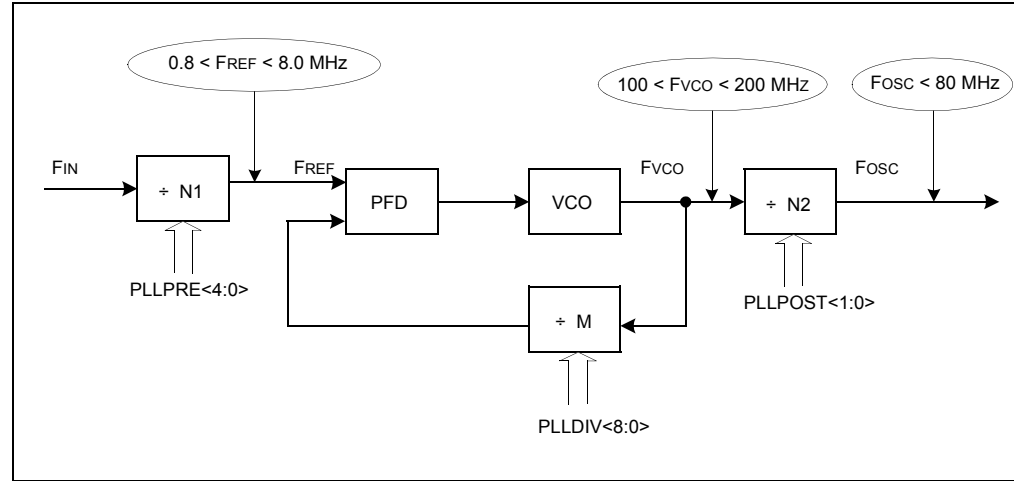 0.8 < FREF < 8.0 MHz
100 < FVCO < 200 MHz
FOSC < 80 MHz
FIN
FREF
FVCO
FOSC
÷ N1
PFD
VCO
÷ N2
PLLPRE<4:0>
÷ M
PLLPOST<1:0>
PLLDIV<8:0>